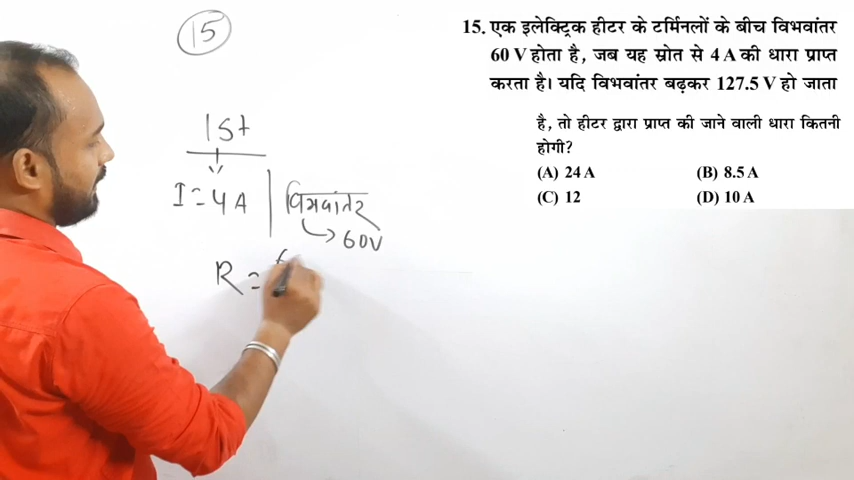 15
15. एक इलेक्ट्रिक हीटर के टर्मिनलों के बीच विभवांतर
60 V होता है, जब यह स्रोत से 4 A की धारा प्राप्त
करता है। यदि विभवांतर बढ़कर 127.5 V हो जाता
है, तो हीटर द्वारा प्राप्त की जाने वाली धारा कितनी
होगी?
(A) 24 A (B) 8.5 A
(C) 12 (D) 10 A
1st
I = 4 A | विभवांतर
60V
R =